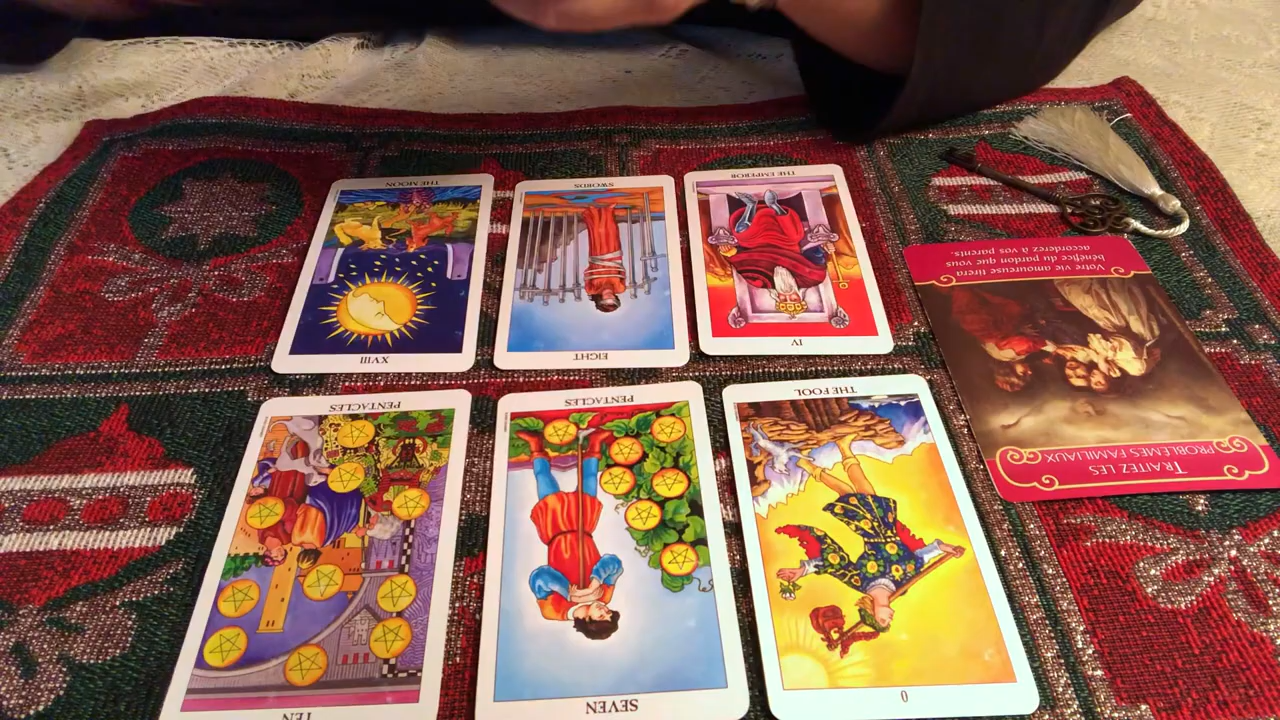 THE MOON
XVIII
SWORDS
EIGHT
THE EMPEROR
IV
PENTACLES
TEN
PENTACLES
SEVEN
THE FOOL
0
TRAITEZ LES
PROBLÈMES FAMILIAUX
Votre vie amoureuse tirera
bénéfice du pardon que vous
accorderez à vos parents.